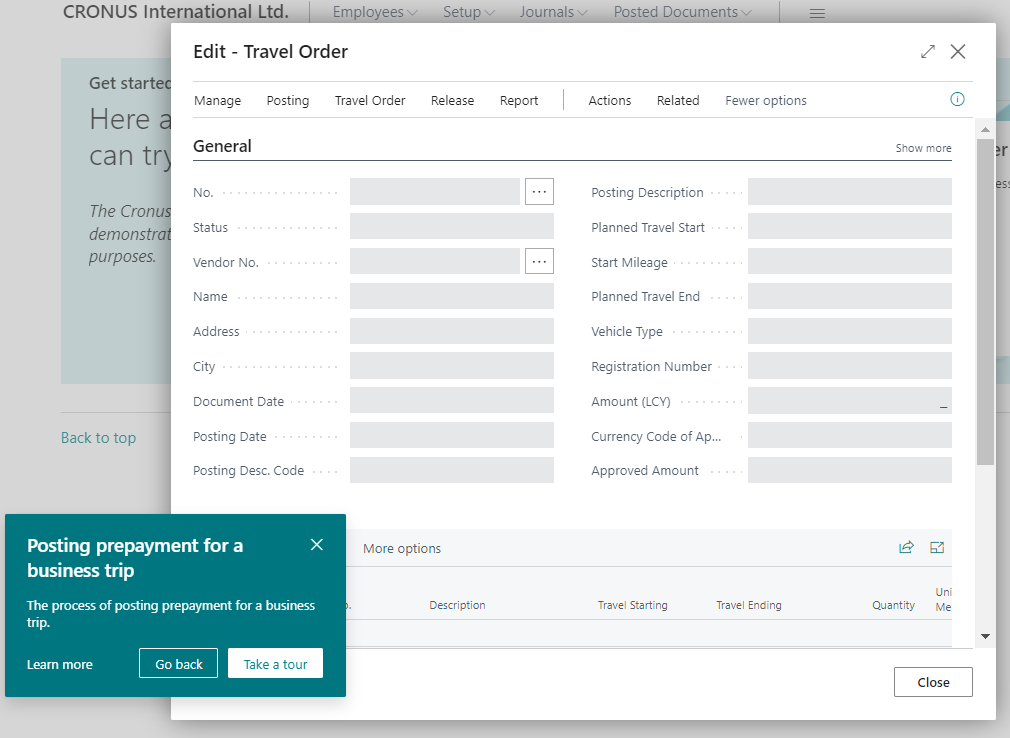 CRONUS International Ltd.
Employees
Setup
Journals
Posted Documents
Get started
Here a
can try
The Cronus
demonstrat
purposes.
Back to top
Edit - Travel Order
Manage
Posting
Travel Order
Release
Report
Actions
Related
Fewer options
General
Show more
No.
Status
Vendor No.
Name
Address
City
Document Date
Posting Date
Posting Desc. Code
Posting Description
Planned Travel Start
Start Mileage
Planned Travel End
Vehicle Type
Registration Number
Amount (LCY)
_
Currency Code of Ap...
Approved Amount
er
ess
More options
o.
Description
Travel Starting
Travel Ending
Quantity
Uni
Me
Posting prepayment for a
business trip
The process of posting prepayment for a business
trip.
Learn more
Go back
Take a tour
Close